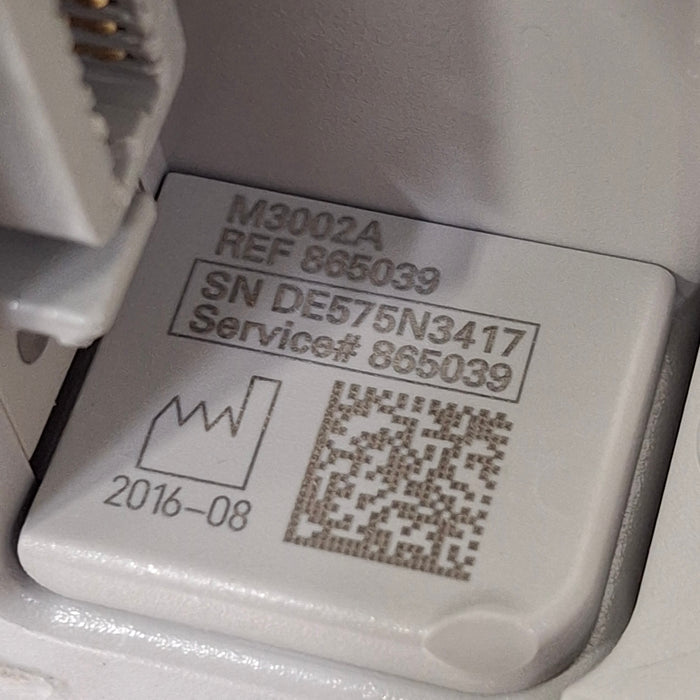 M3002A
REF 865039
SN DE575N3417
Service# 865039
2016-08